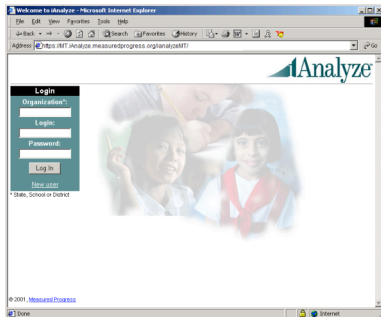 Welcome to iAnalyze - Microsoft Internet Explorer
File Edit View Favorites Tools Help
Back Search Favorites History
Address https://MT.iAnalyze.measuredprogress.org/ianalyzeMT/ Go
iAnalyze
Login
Organization*:
Login:
Password:
Log In
New user
* State, School or District
© 2001, Measured Progress
Done Internet